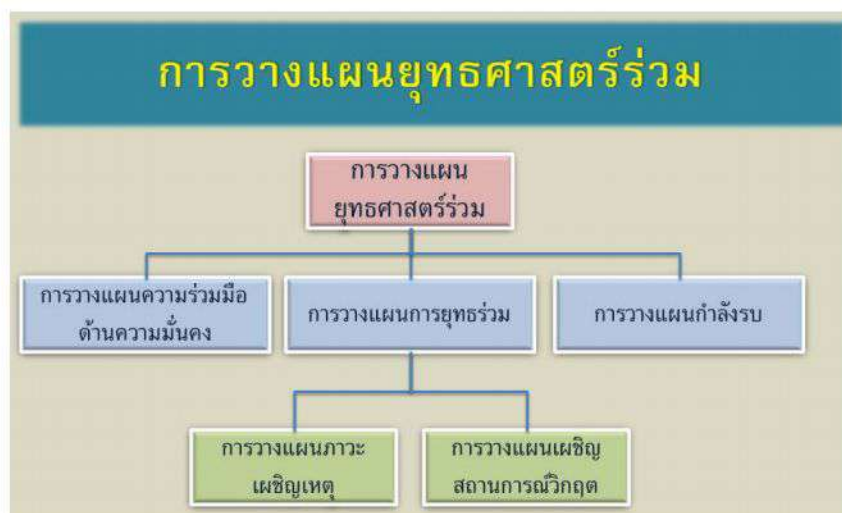 การวางแผนยุทธศาสตร์ร่วม
การวางแผน
ยุทธศาสตร์ร่วม
การวางแผนความร่วมมือ
ด้านความมั่นคง
การวางแผนการยุทธร่วม
การวางแผนกำลังรบ
การวางแผนภาวะ
เผชิญเหตุ
การวางแผนเผชิญ
สถานการณ์วิกฤต